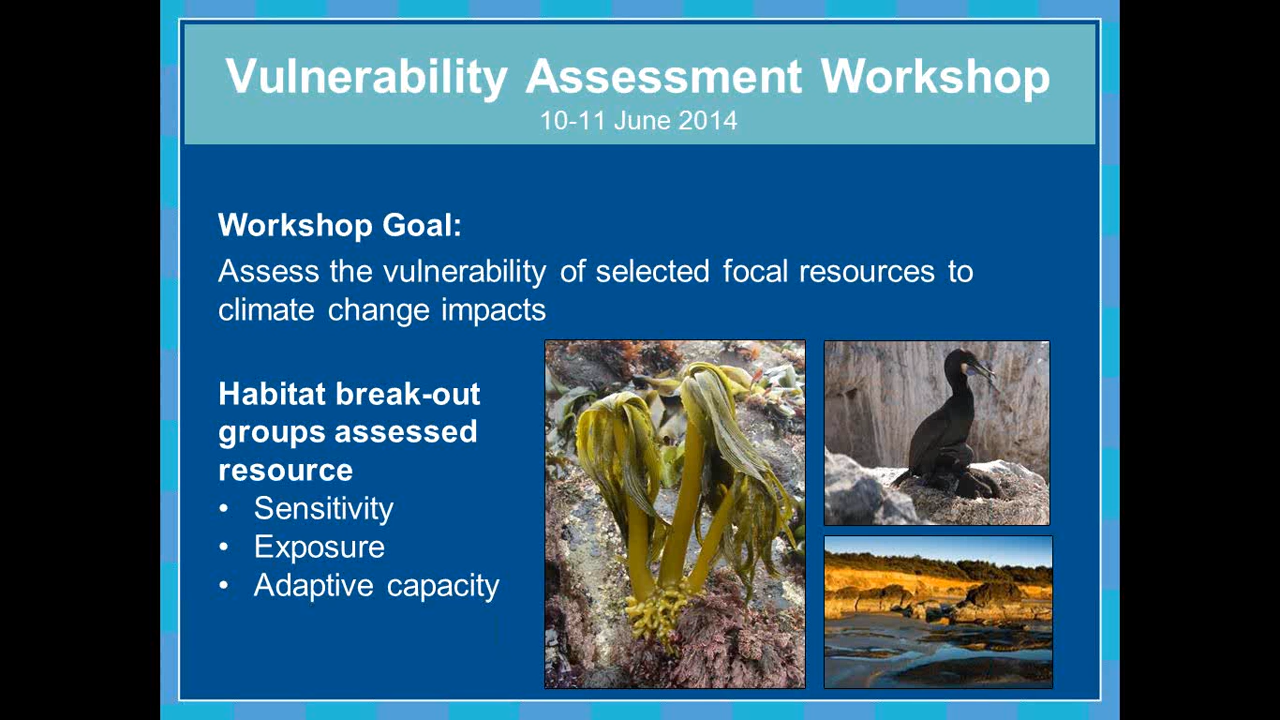 Vulnerability Assessment Workshop
10-11 June 2014
Workshop Goal:
Assess the vulnerability of selected focal resources to
climate change impacts
Habitat break-out
groups assessed
resource
• Sensitivity
• Exposure
• Adaptive capacity